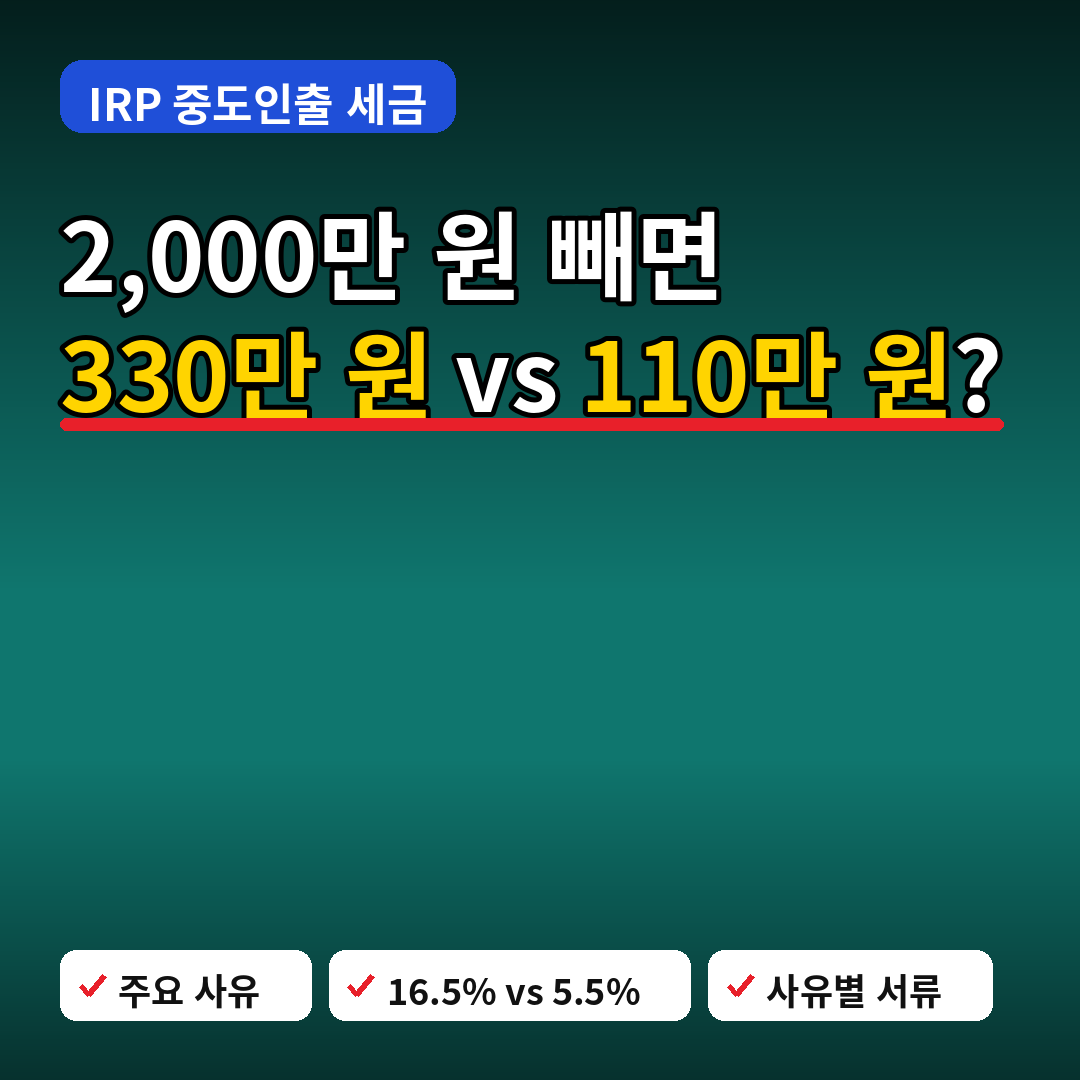 IRP 중도인출 세금
2,000만 원 빼면
330만 원 vs 110만 원?
주요 사유
16.5% vs 5.5%
사유별 서류